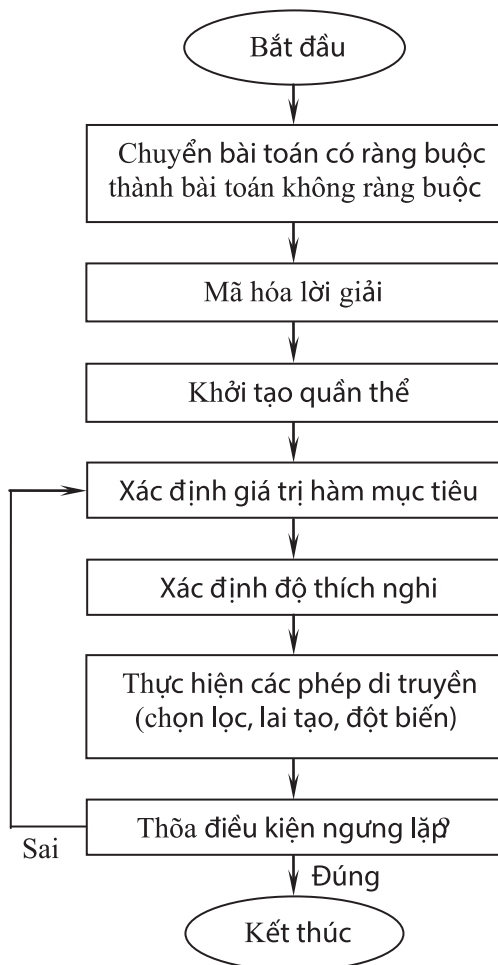 Bắt đầu
Chuyển bài toán có ràng buộc
thành bài toán không ràng buộc
Mã hóa lời giải
Khởi tạo quần thể
Xác định giá trị hàm mục tiêu
Xác định độ thích nghi
Thực hiện các phép di truyền
(chọn lọc, lai tạo, đột biến)
Thõa điều kiện ngưng lặp?
Sai
Đúng
Kết thúc